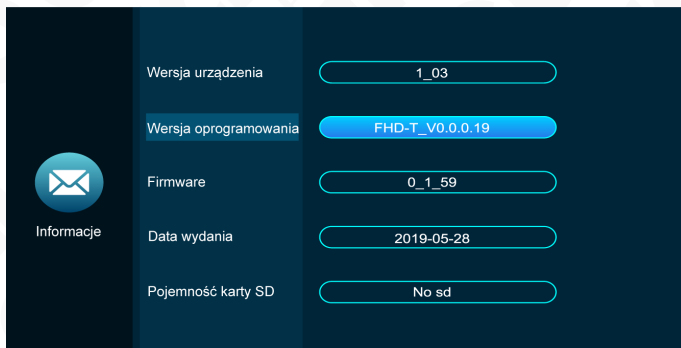 Wersja urządzenia 1_03
Wersja oprogramowania FHD-T_V0.0.0.19
Firmware 0_1_59
Informacje
Data wydania 2019-05-28
Pojemność karty SD No sd